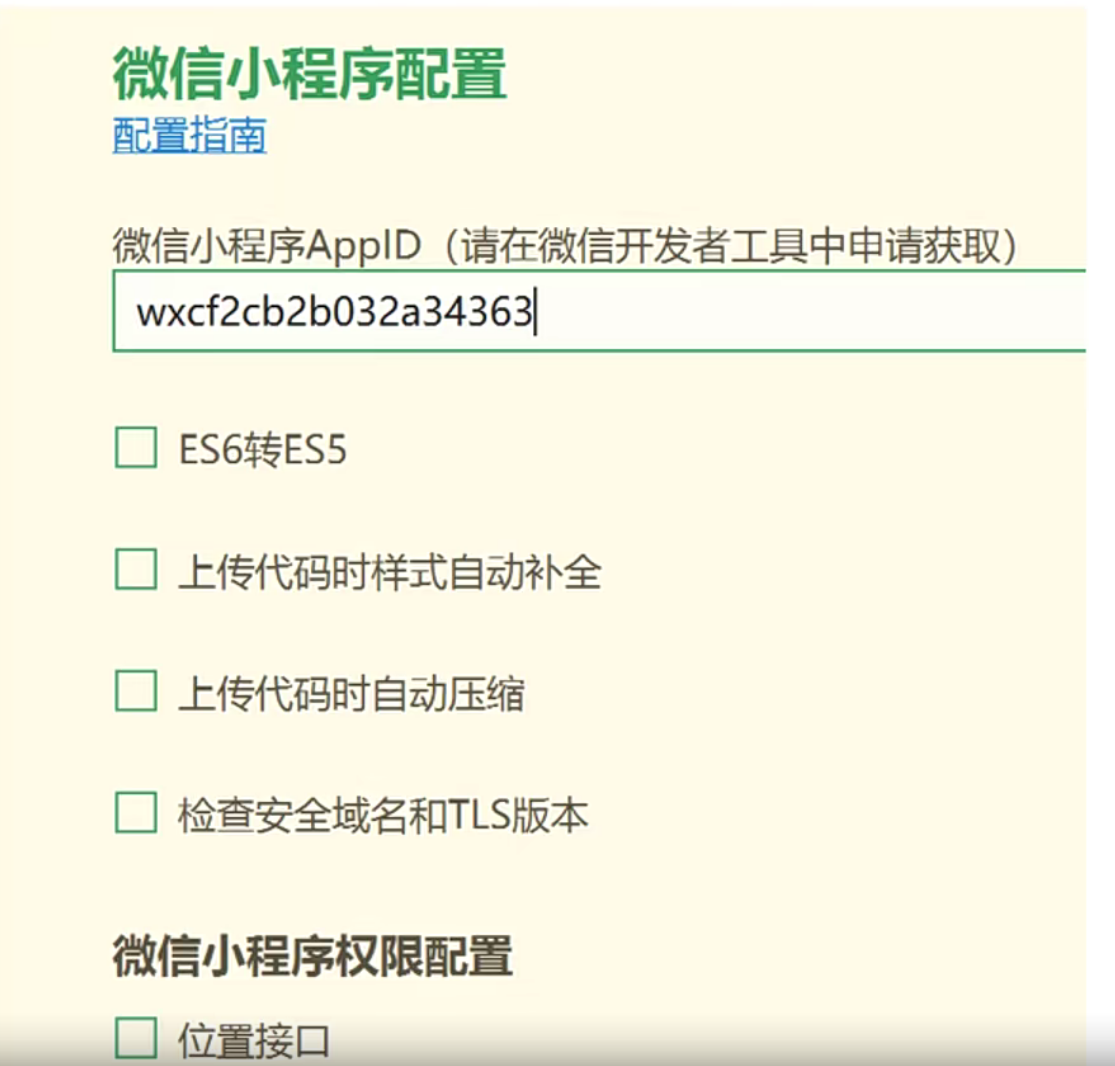 微信小程序配置
配置指南
微信小程序AppID（请在微信开发者工具中申请获取）
wxcf2cb2b032a34363
ES6转ES5
上传代码时样式自动补全
上传代码时自动压缩
检查安全域名和TLS版本
微信小程序权限配置
位置接口